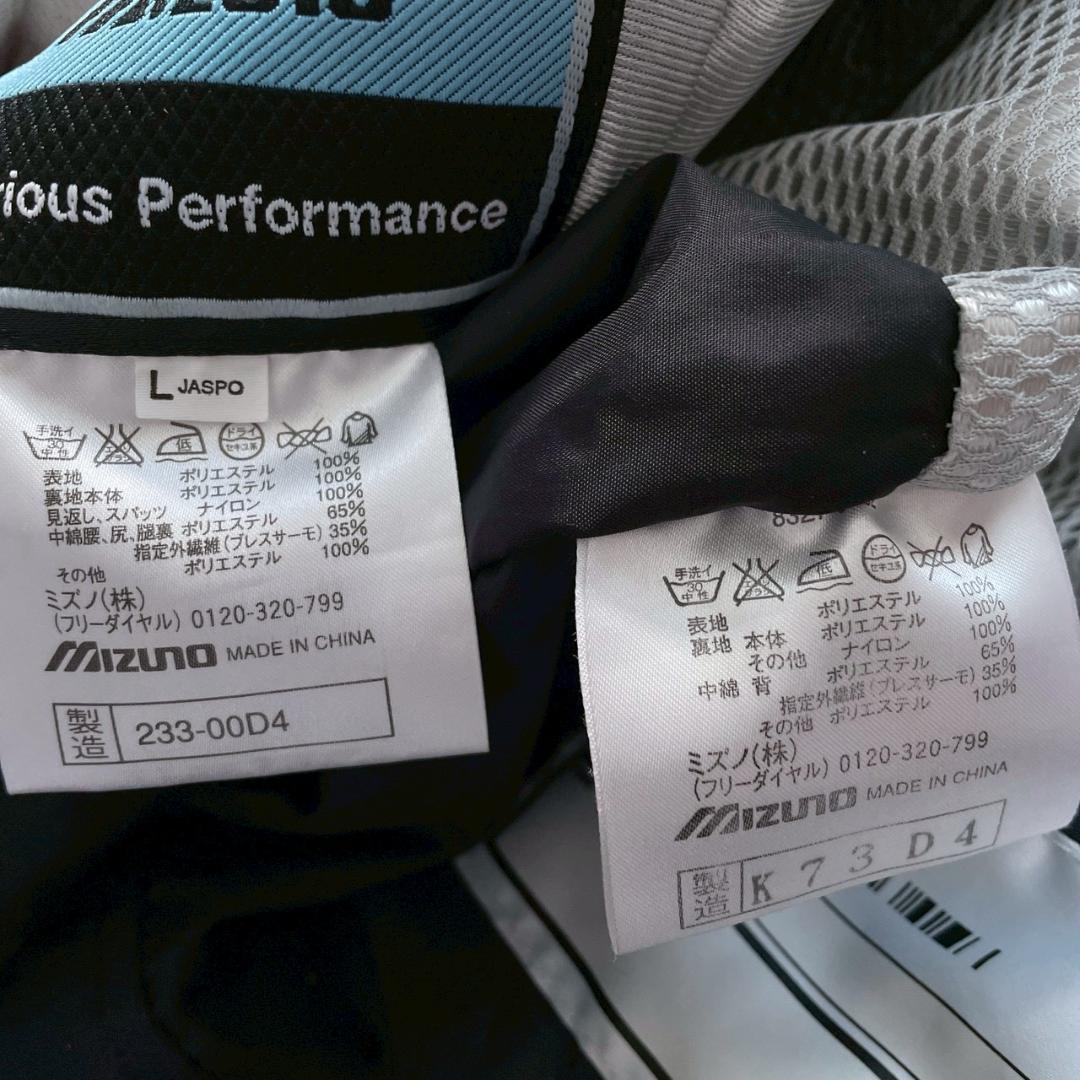 Performance
L JASPO
手洗イ
30
中性
エンソサラシ
低
ドライ
セキユ系
表地 ポリエステル 100%
裏地本体 ポリエステル 100%
見返し、スパッツ ナイロン 100%
中綿腰、尻、腿裏 ポリエステル 65%
指定外繊維(ブレスサーモ) 35%
その他 ポリエステル 100%
ミズノ(株)
(フリーダイヤル) 0120-320-799
MIZUNO MADE IN CHINA
製造 233-00D4
手洗イ
30
中性
低
ドライ
セキユ系
表地 ポリエステル 100%
裏地 本体 ポリエステル 100%
その他 ナイロン 100%
中綿 背 ポリエステル 65%
指定外繊維(ブレスサーモ) 35%
その他 ポリエステル 100%
ミズノ(株)
(フリーダイヤル) 0120-320-799
MIZUNO MADE IN CHINA
製造 K73D4